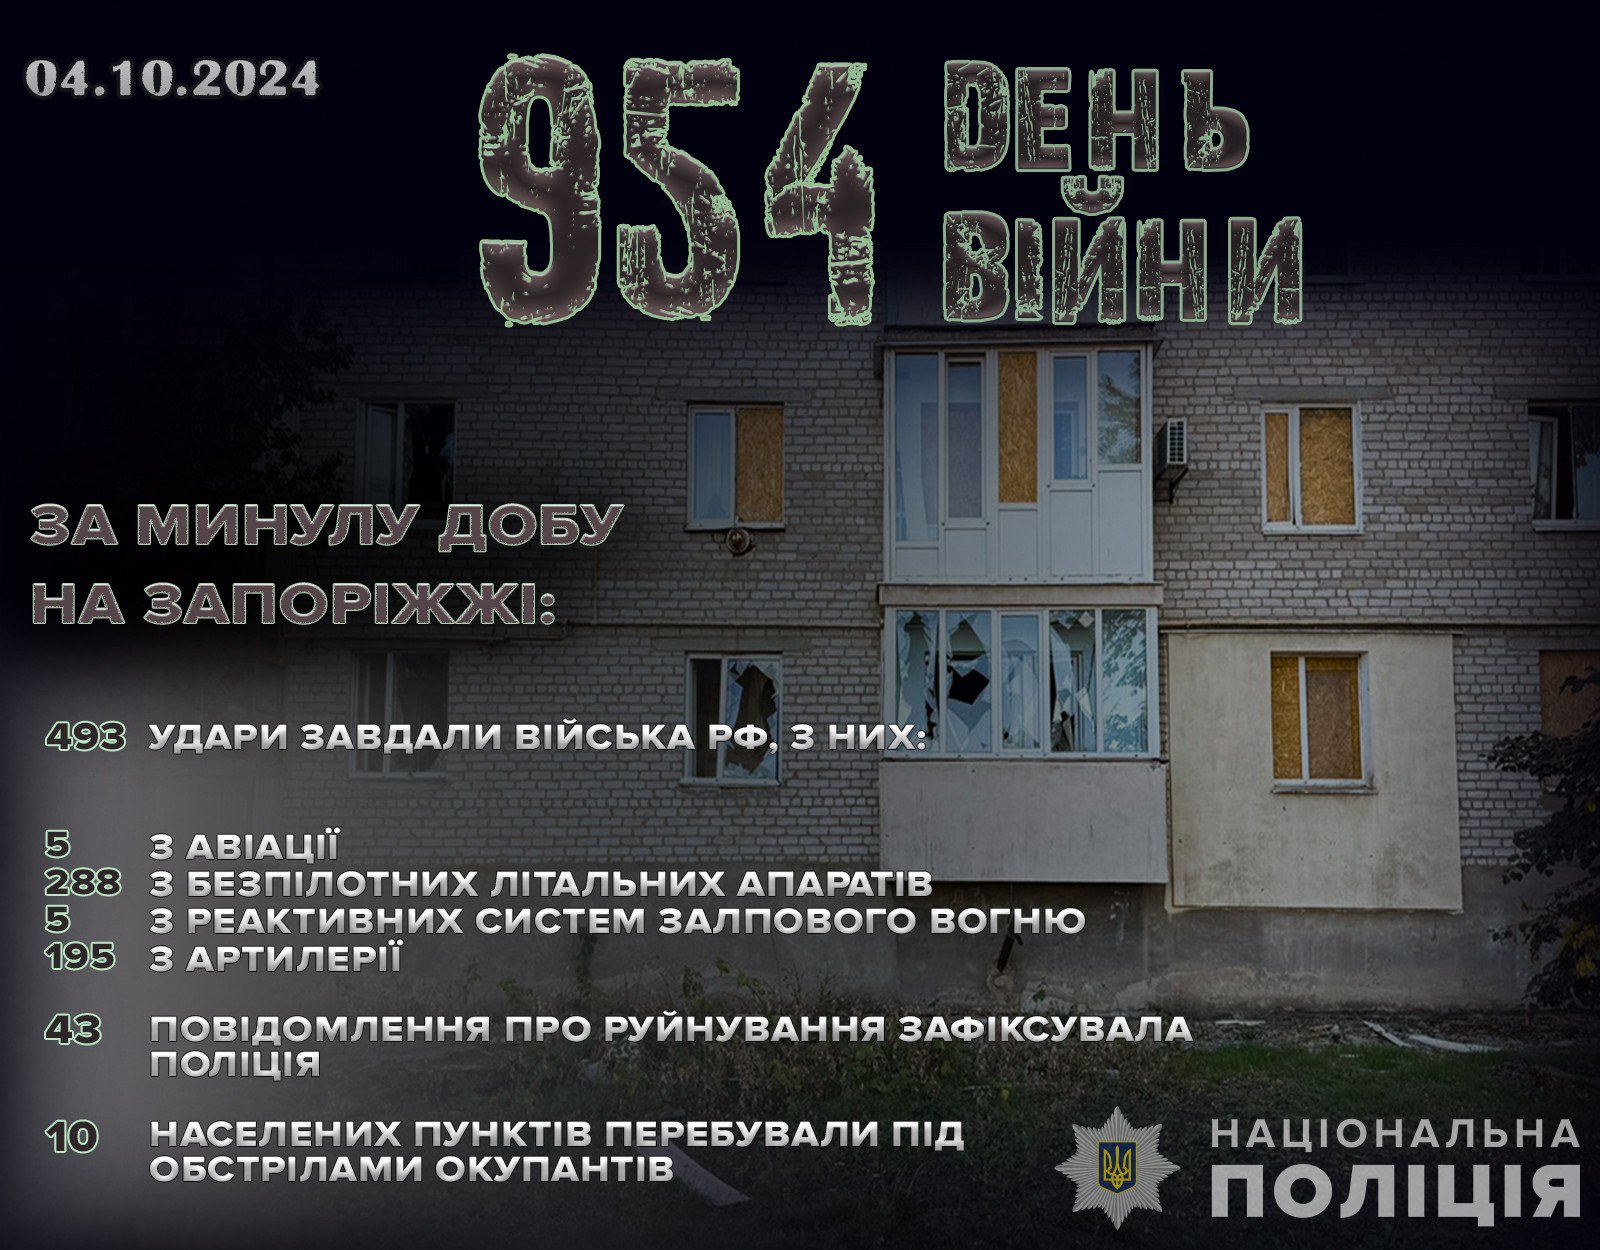 04.10.2024
954 ДЕНЬ
ВІЙНИ
ЗА МИНУЛУ ДОБУ
НА ЗАПОРІЖЖІ:
493 УДАРИ ЗАВДАЛИ ВІЙСЬКА РФ, З НИХ:
5 З АВІАЦІЇ
288 З БЕЗПІЛОТНИХ ЛІТАЛЬНИХ АПАРАТІВ
5 З РЕАКТИВНИХ СИСТЕМ ЗАЛПОВОГО ВОГНЮ
195 З АРТИЛЕРІЇ
43 ПОВІДОМЛЕННЯ ПРО РУЙНУВАННЯ ЗАФІКСУВАЛА
ПОЛІЦІЯ
10 НАСЕЛЕНИХ ПУНКТІВ ПЕРЕБУВАЛИ ПІД
ОБСТРІЛАМИ ОКУПАНТІВ
НАЦІОНАЛЬНА
ПОЛІЦІЯ